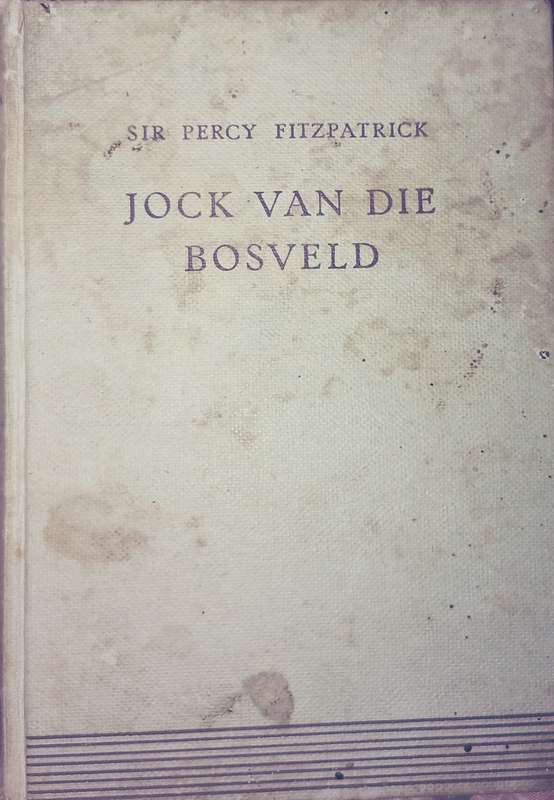 SIR PERCY FITZPATRICK
JOCK VAN DIE
BOSVELD